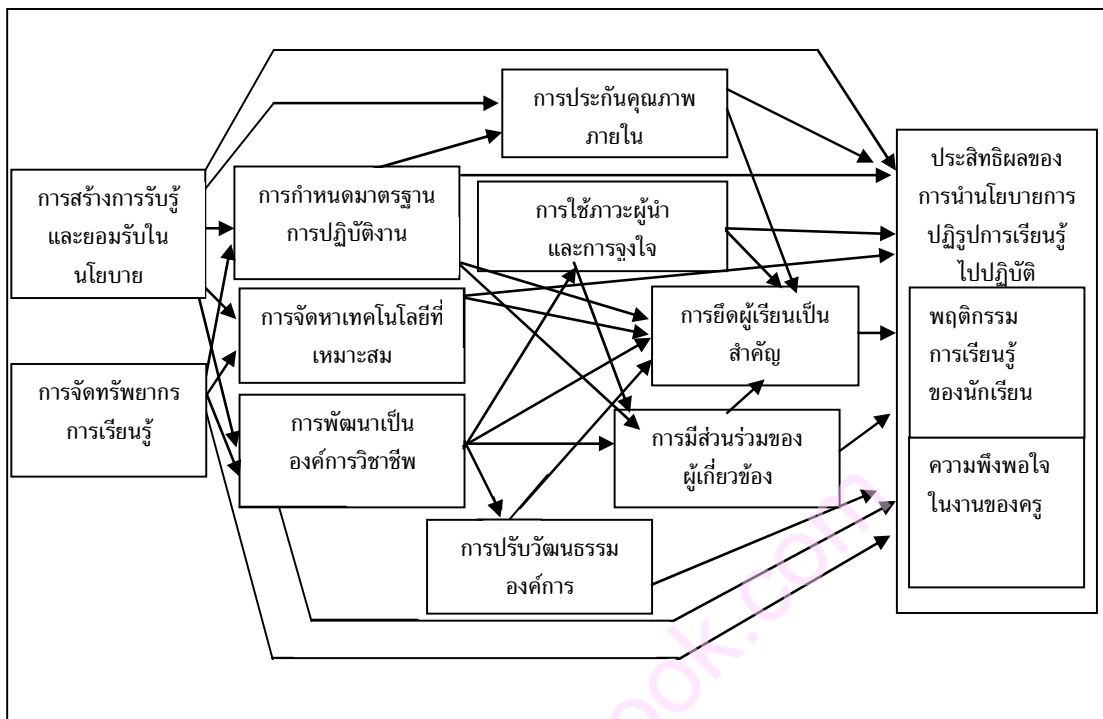 การประกันคุณภาพ
ภายใน
ประสิทธิผลของ
การนำนโยบายการ
ปฏิรูปการเรียนรู้
ไปปฏิบัติ
การสร้างการรับรู้
และยอมรับใน
นโยบาย
การกำหนดมาตรฐาน
การปฏิบัติงาน
การใช้ภาวะผู้นำ
และการจูงใจ
การจัดหาเทคโนโลยีที่
เหมาะสม
การยึดผู้เรียนเป็น
สำคัญ
พฤติกรรม
การเรียนรู้
ของนักเรียน
การจัดทรัพยากร
การเรียนรู้
การพัฒนาเป็น
องค์การวิชาชีพ
การมีส่วนร่วมของ
ผู้เกี่ยวข้อง
ความพึงพอใจ
ในงานของครู
การปรับวัฒนธรรม
องค์การ
ook.com